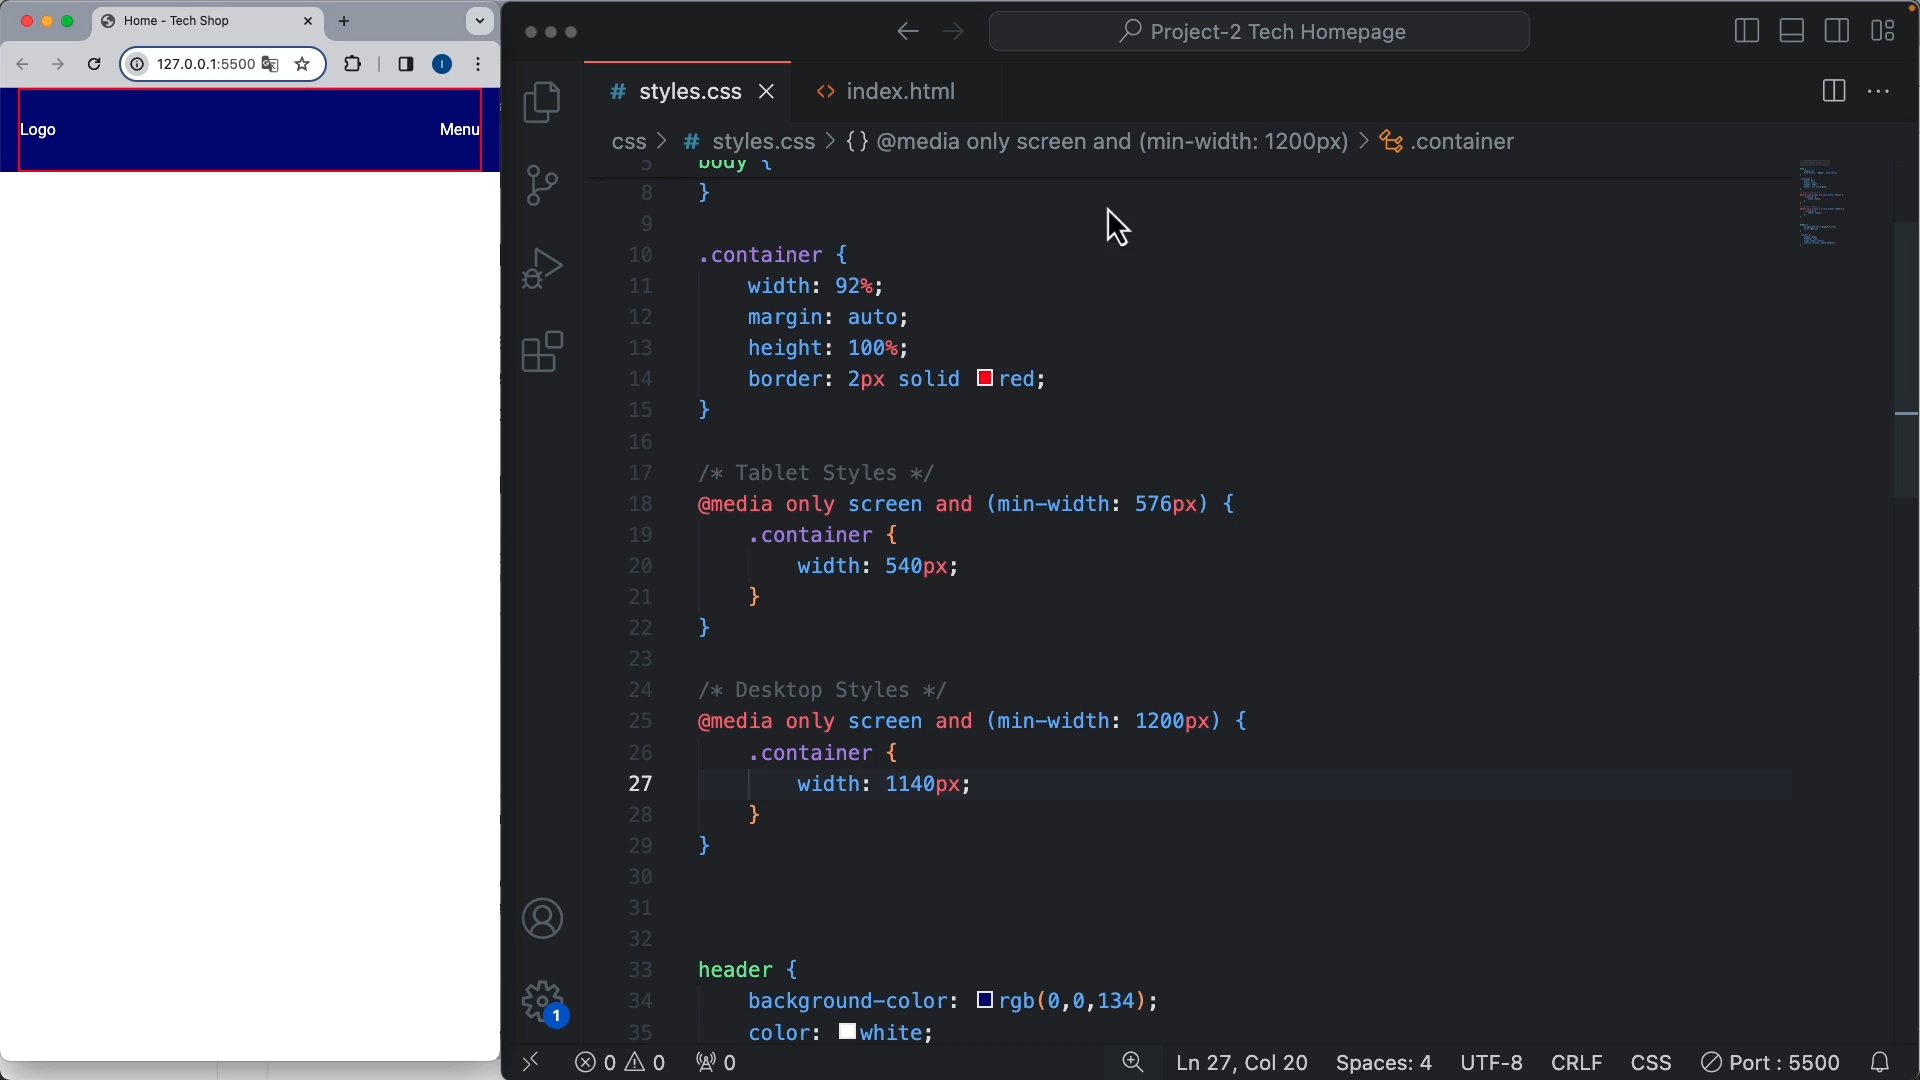 Home - Tech Shop
127.0.0.1:5500
Logo
Menu
Project-2 Tech Homepage
# styles.css
<> index.html
css > # styles.css > {} @media only screen and (min-width: 1200px) > .container
5 body {
8 }
9
10 .container {
11 width: 92%;
12 margin: auto;
13 height: 100%;
14 border: 2px solid red;
15 }
16
17 /* Tablet Styles */
18 @media only screen and (min-width: 576px) {
19 .container {
20 width: 540px;
21 }
22 }
23
24 /* Desktop Styles */
25 @media only screen and (min-width: 1200px) {
26 .container {
27 width: 1140px;
28 }
29 }
30
31
32
33 header {
34 background-color: rgb(0,0,134);
35 color: white;
1
0 0 0
Ln 27, Col 20 Spaces: 4 UTF-8 CRLF CSS Port : 5500